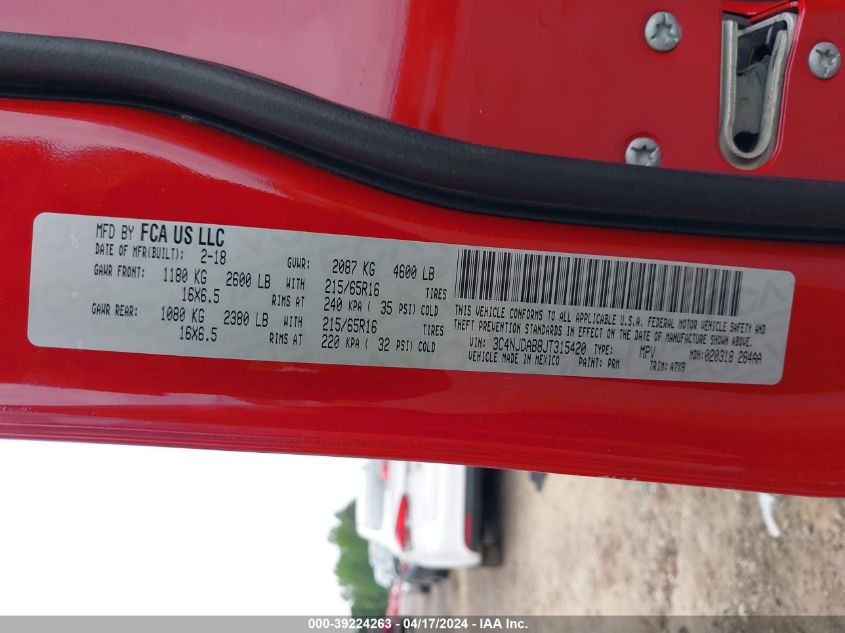 MFD BY FCA US LLC
DATE OF MFR(BUILT): 2-18 GVWR: 2087 KG 4600 LB
GAWR FRONT: 1180 KG 2600 LB WITH 215/65R16 TIRES
16X6.5 RIMS AT 240 KPA ( 35 PSI) COLD
GAWR REAR: 1080 KG 2380 LB WITH 215/65R16 TIRES
16X6.5 RIMS AT 220 KPA ( 32 PSI) COLD
THIS VEHICLE CONFORMS TO ALL APPLICABLE U.S.A. FEDERAL MOTOR VEHICLE SAFETY AND
THEFT PREVENTION STANDARDS IN EFFECT ON THE DATE OF MANUFACTURE SHOWN ABOVE.
VIN: 3C4NJDAB8JT315420 TYPE: MPV MDH:020318 284AA
VEHICLE MADE IN MEXICO PAINT: PRM TRIM: A7X9
000-39224263 - 04/17/2024 - IAA Inc.